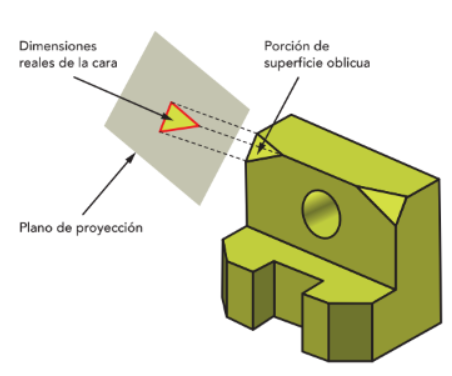 Dimensiones
reales de la cara
Porción de
superficie oblicua
Plano de proyección